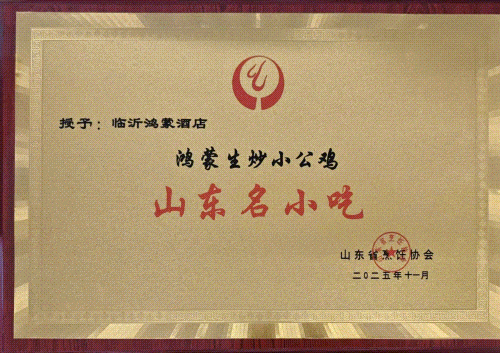 授予：临沂鸿蒙酒店
鸿蒙生炒小公鸡
山东名小吃
山东省烹饪协会
二〇二五年十一月